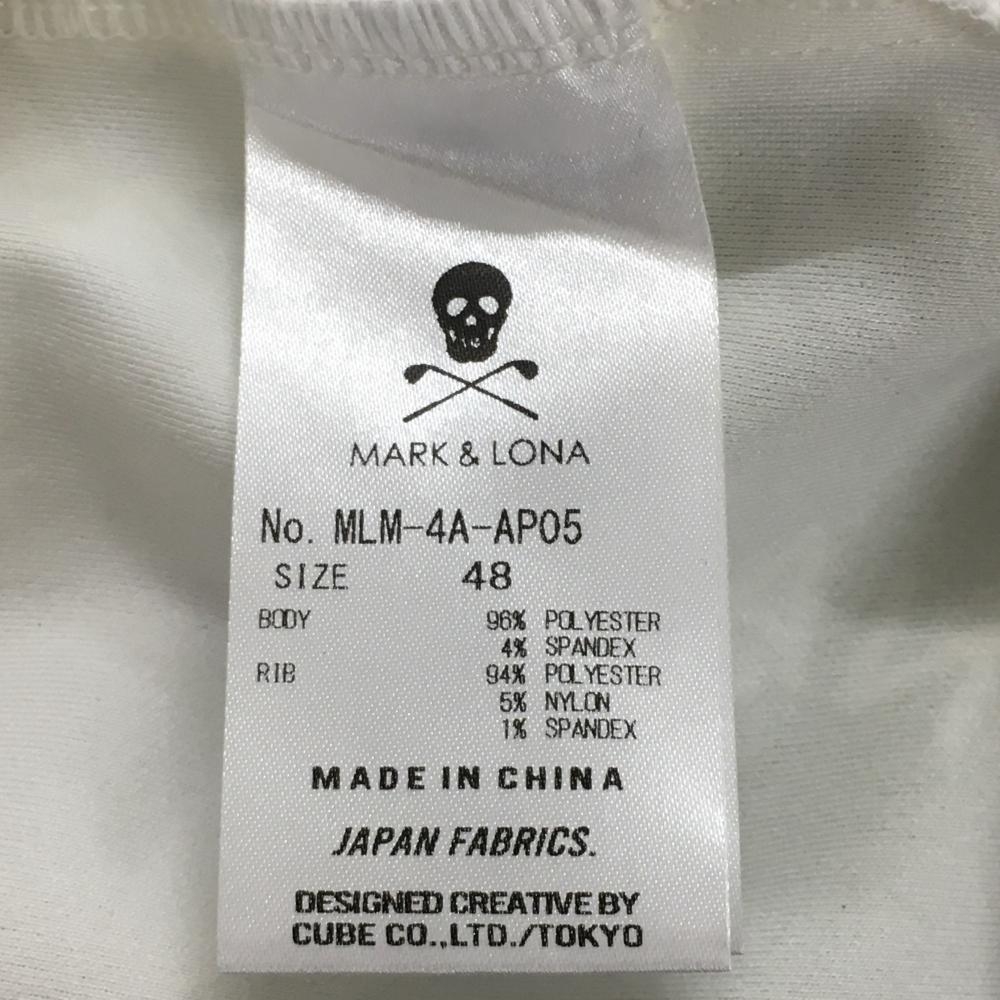 MARK & LONA
No. MLM-4A-AP05
SIZE 48
BODY 96% POLYESTER
4% SPANDEX
RIB 94% POLYESTER
5% NYLON
1% SPANDEX
MADE IN CHINA
JAPAN FABRICS.
DESIGNED CREATIVE BY
CUBE CO.,LTD./TOKYO